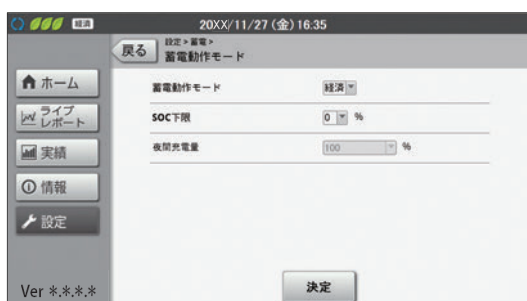 経済
20XX/11/27 (金) 16:35
戻る
設定 > 蓄電 >
蓄電動作モード
ホーム
ライブ
レポート
実績
情報
設定
Ver *.*.*.*
蓄電動作モード 経済
SOC下限 0 %
夜間充電量 100 %
決定